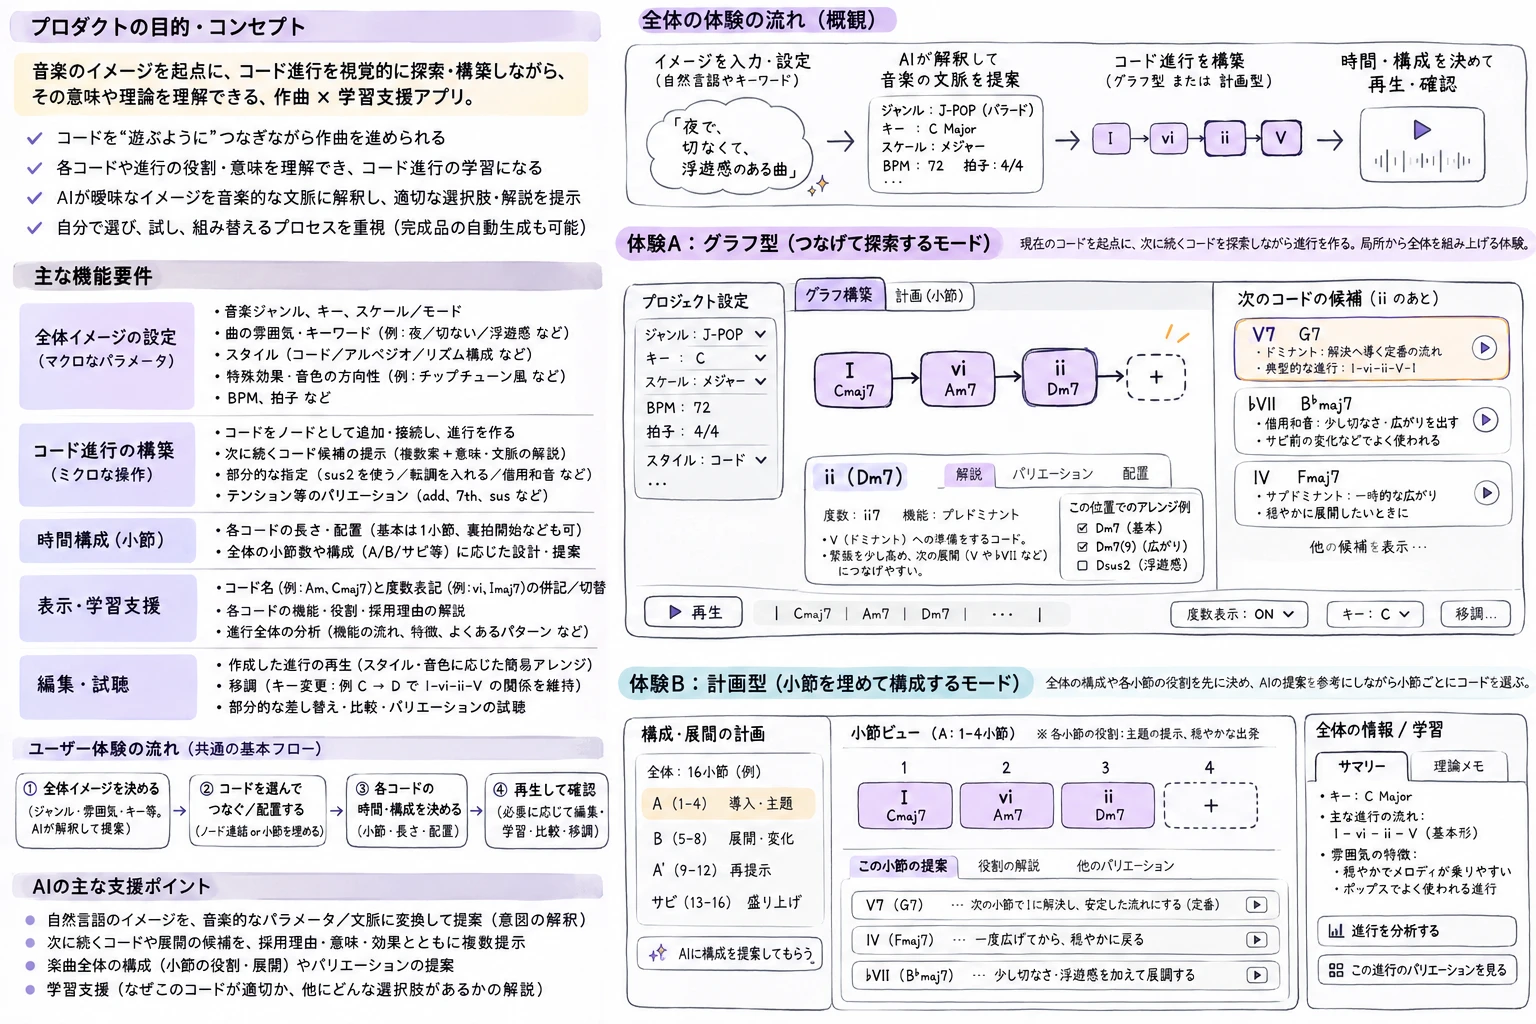 プロダクトの目的・コンセプト
音楽のイメージを起点に、コード進行を視覚的に探索・構築しながら、
その意味や理論を理解できる、作曲 × 学習支援アプリ。
✓ コードを“遊ぶように”つなぎながら作曲を進められる
✓ 各コードや進行の役割・意味を理解でき、コード進行の学習になる
✓ AIが曖昧なイメージを音楽的な文脈に解釈し、適切な選択肢・解説を提示
✓ 自分で選び、試し、組み替えるプロセスを重視（完成品の自動生成も可能）
主な機能要件
全体イメージの設定
（マクロなパラメータ）
・音楽ジャンル、キー、スケール／モード
・曲の雰囲気・キーワード（例：夜／切ない／浮遊感 など）
・スタイル（コード／アルペジオ／リズム構成 など）
・特殊効果・音色の方向性（例：チップチューン風 など）
・BPM、拍子 など
コード進行の構築
（ミクロな操作）
・コードをノードとして追加・接続し、進行を作る
・次に続くコード候補の提示（複数案＋意味・文脈の解説）
・部分的な指定（sus2を使う／転調を入れる／借用和音 など）
・テンション等のバリエーション（add、7th、sus など）
時間構成（小節）
・各コードの長さ・配置（基本は1小節、裏拍開始なども可）
・全体の小節数や構成（A/B/サビ等）に応じた設計・提案
表示・学習支援
・コード名（例：Am、Cmaj7）と度数表記（例：vi、Imaj7）の併記／切替
・各コードの機能・役割・採用理由の解説
・進行全体の分析（機能の流れ、特徴、よくあるパターン など）
編集・試聴
・作成した進行の再生（スタイル・音色に応じた簡易アレンジ）
・移調（キー変更：例 C → D で I-vi-ii-V の関係を維持）
・部分的な差し替え・比較・バリエーションの試聴
ユーザー体験の流れ（共通の基本フロー）
① 全体イメージを決める
（ジャンル・雰囲気・キー等。
AIが解釈して提案）
→
② コードを選んで
つなぐ/配置する
（ノード連結 or 小節を埋める）
→
③ 各コードの
時間・構成を決める
（小節・長さ・配置）
→
④ 再生して確認
（必要に応じて編集・
学習・比較・移調）
AIの主な支援ポイント
● 自然言語のイメージを、音楽的なパラメータ／文脈に変換して提案（意図の解釈）
● 次に続くコードや展開の候補を、採用理由・意味・効果とともに複数提示
● 楽曲全体の構成（小節の役割・展開）やバリエーションの提案
● 学習支援（なぜこのコードが適切か、他にどんな選択肢があるかの解説）
全体の体験の流れ（概観）
イメージを入力・設定
（自然言語やキーワード）
「夜で、
切なくて、
浮遊感のある曲」
→
AIが解釈して
音楽の文脈を提案
ジャンル：J-POP（バラード）
キー ： C Major
スケール：メジャー
BPM： 72 拍子：4/4
・・・
→
コード進行を構築
（グラフ型 または 計画型）
I → vi → ii → V
→
時間・構成を決めて
再生・確認
体験A：グラフ型（つなげて探索するモード）
現在のコードを起点に、次に続くコードを探索しながら進行を作る。局所から全体を組み上げる体験。
プロジェクト設定
ジャンル：J-POP
キー ： C
スケール：メジャー
BPM： 72
拍子： 4/4
スタイル：コード
・・・
グラフ構築
計画（小節）
I
Cmaj7
→
vi
Am7
→
ii
Dm7
→
+
ii（Dm7）
解説
バリエーション
配置
度数：ii7 機能：プレドミナント
・V（ドミナント）への準備をするコード。
・緊張を少し高め、次の展開（V や ♭VII など）
につなげやすい。
この位置でのアレンジ例
☑ Dm7（基本）
☑ Dm7(9)（広がり）
☐ Dsus2（浮遊感）
次のコードの候補（ii のあと）
V7 G7
・ドミナント：解決へ導く定番の流れ
・典型的な進行：I-vi-ii-V-I
♭VII B♭maj7
・借用和音：少し切なさ・広がりを出す
・サビ前の変化などでよく使われる
IV Fmaj7
・サブドミナント：一時的な広がり
・穏やかに展開したいときに
他の候補を表示・・・
▶ 再生
| Cmaj7 | Am7 | Dm7 | ・・・ |
度数表示：ON
キー：C
移調…
体験B：計画型（小節を埋めて構成するモード）
全体の構成や各小節の役割を先に決め、AIの提案を参考にしながら小節ごとにコードを選ぶ。
構成・展開の計画
全体：16小節（例）
A（1-4） 導入・主題
B（5-8） 展開・変化
A'（9-12） 再提示
サビ（13-16） 盛り上げ
AIに構成を提案してもらう
小節ビュー（A：1-4小節） ※ 各小節の役割：主題の提示、穏やかな出発
1 2 3 4
I
Cmaj7
vi
Am7
ii
Dm7
+
この小節の提案
役割の解説
他のバリエーション
V7（G7） … 次の小節でIに解決し、安定した流れにする（定番）
IV（Fmaj7） … 一度広げてから、穏やかに戻る
♭VII（B♭maj7） … 少し切なさ・浮遊感を加えて展調する
全体の情報 / 学習
サマリー
理論メモ
・キー：C Major
・主な進行の流れ：
I - vi - ii - V（基本形）
・雰囲気の特徴：
・穏やかでメロディが乗りやすい
・ポップスでよく使われる進行
進行を分析する
この進行のバリエーションを見る